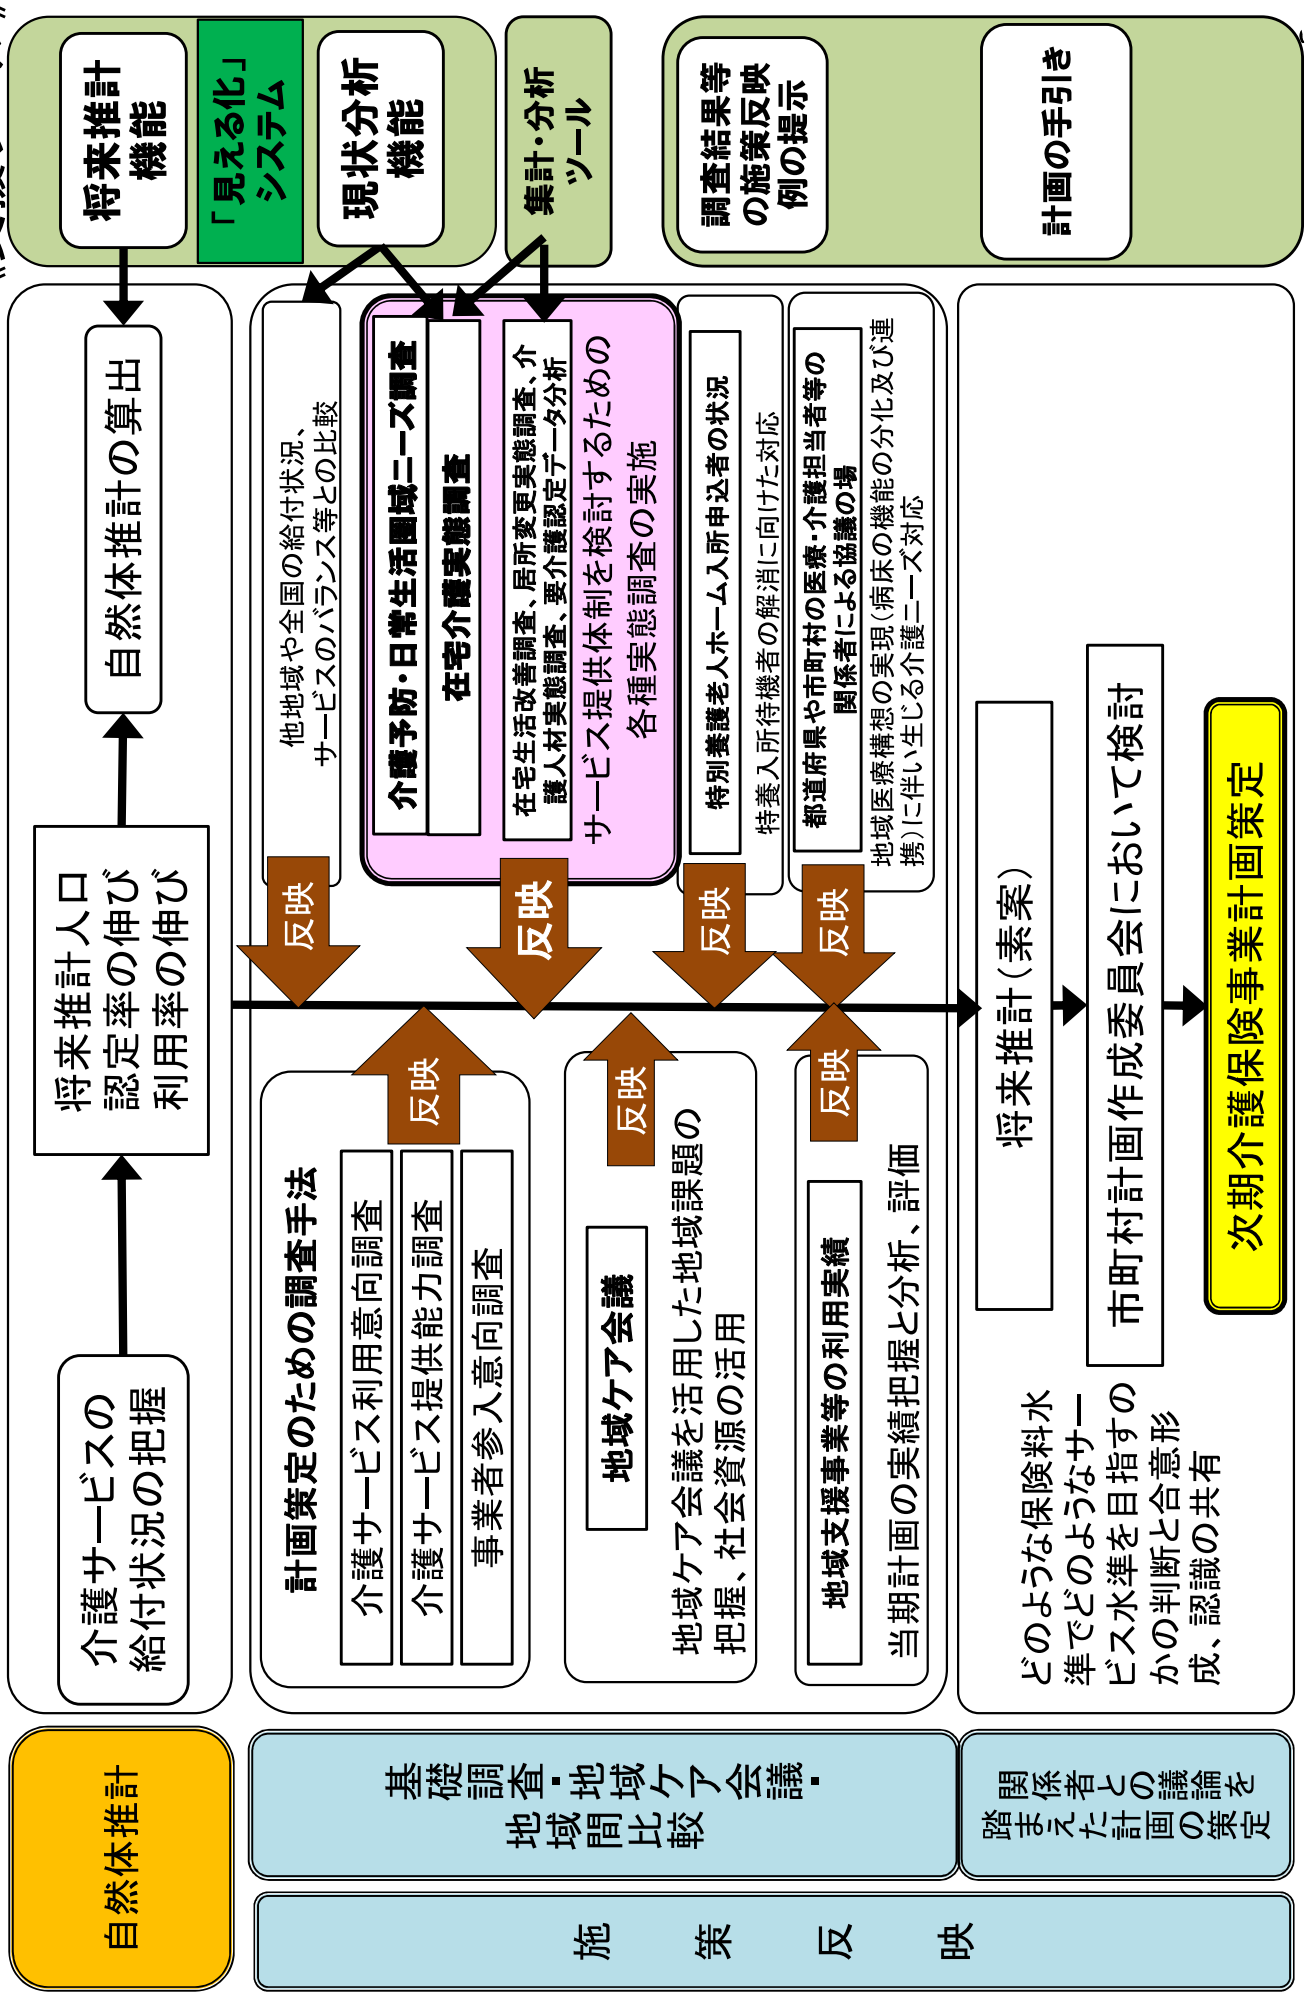 自然体推計
介護サービスの
給付状況の把握
将来推計人口
認定率の伸び
利用率の伸び
自然体推計の算出
将来推計
機能
「見える化」
システム
現状分析
機能
集計・分析
ツール
調査結果等
の施策反映
例の提示
計画の手引き
施策反映
基礎調査・地域ケア会議・
地域間比較
計画策定のための調査手法
介護サービス利用意向調査
介護サービス提供能力調査
事業者参入意向調査
反映
地域ケア会議
地域ケア会議を活用した地域課題の
把握、社会資源の活用
反映
地域支援事業等の利用実績
当期計画の実績把握と分析、評価
反映
他地域や全国の給付状況、
サービスのバランス等との比較
反映
介護予防・日常生活圏域ニーズ調査
在宅介護実態調査
在宅生活改善調査、居所変更実態調査、介
護人材実態調査、要介護認定データ分析
サービス提供体制を検討するための
各種実態調査の実施
反映
特別養護老人ホーム入所申込者の状況
特養入所待機者の解消に向けた対応
反映
都道府県や市町村の医療・介護担当者等の
関係者による協議の場
地域医療構想の実現（病床の機能の分化及び連
携）に伴い生じる介護ニーズ対応
反映
関係者との議論を
踏まえた計画の策定
どのような保険料水
準でどのようなサー
ビス水準を目指すの
かの判断と合意形
成、認識の共有
将来推計（素案）
市町村計画作成委員会において検討
次期介護保険事業計画策定